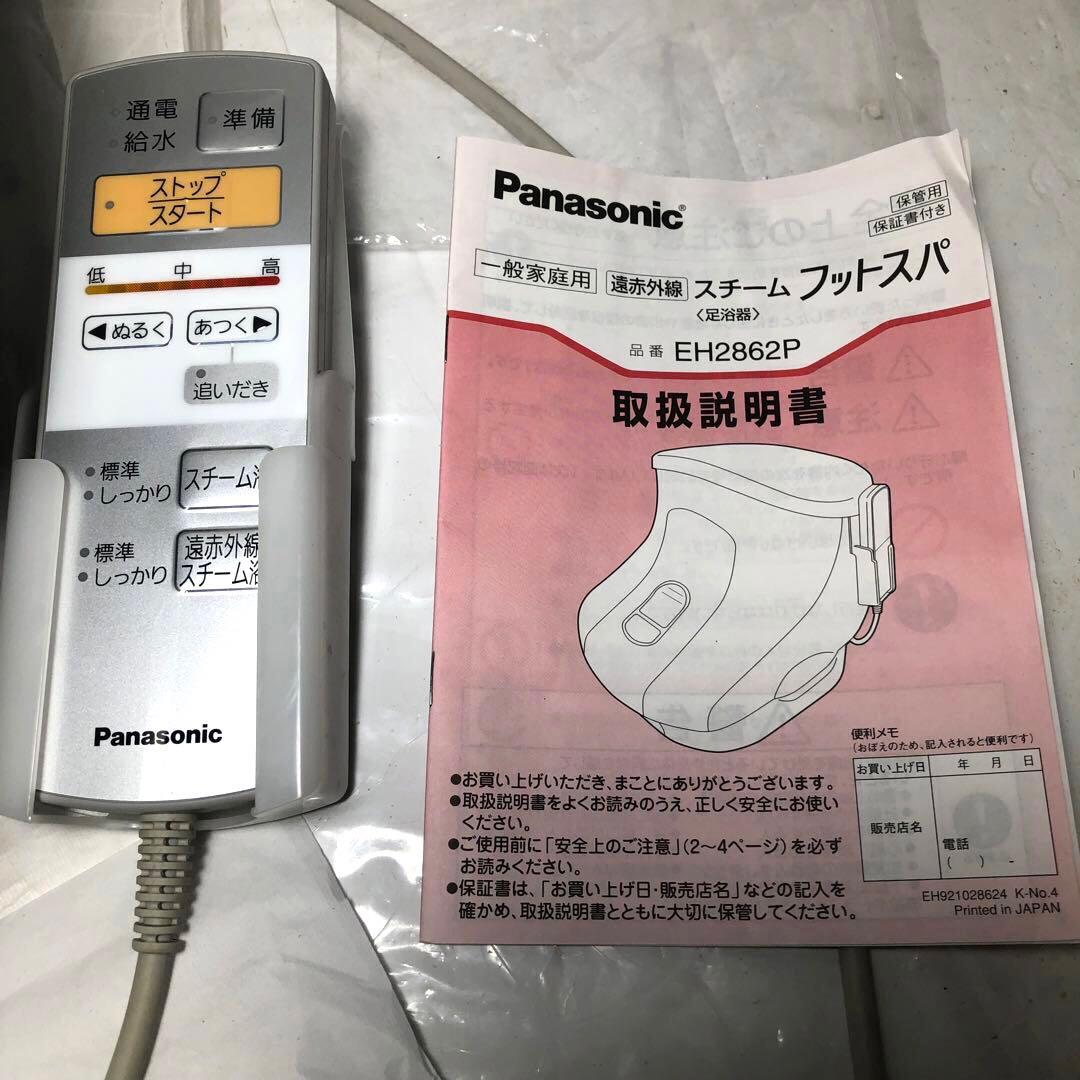 通電
準備
給水
ストップ
スタート
低 中 高
◀ぬるく
あつく▶
追いだき
標準
しっかり
スチーム浴
標準
しっかり
遠赤外線
スチーム浴
Panasonic
Panasonic®
保管用
保証書付き
一般家庭用 遠赤外線 スチーム フットスパ
〈足浴器〉
品番 EH2862P
取扱説明書
●お買い上げいただき、まことにありがとうございます。
●取扱説明書をよくお読みのうえ、正しく安全にお使い
ください。
●ご使用前に「安全上のご注意」(2~4ページ)を必ず
お読みください。
●保証書は、「お買い上げ日・販売店名」などの記入を
確かめ、取扱説明書とともに大切に保管してください。
便利メモ
(おぼえのため、記入されると便利です)
お買い上げ日 年 月 日
販売店名
電話
( ) -
EH921028624 K-No.4
Printed in JAPAN